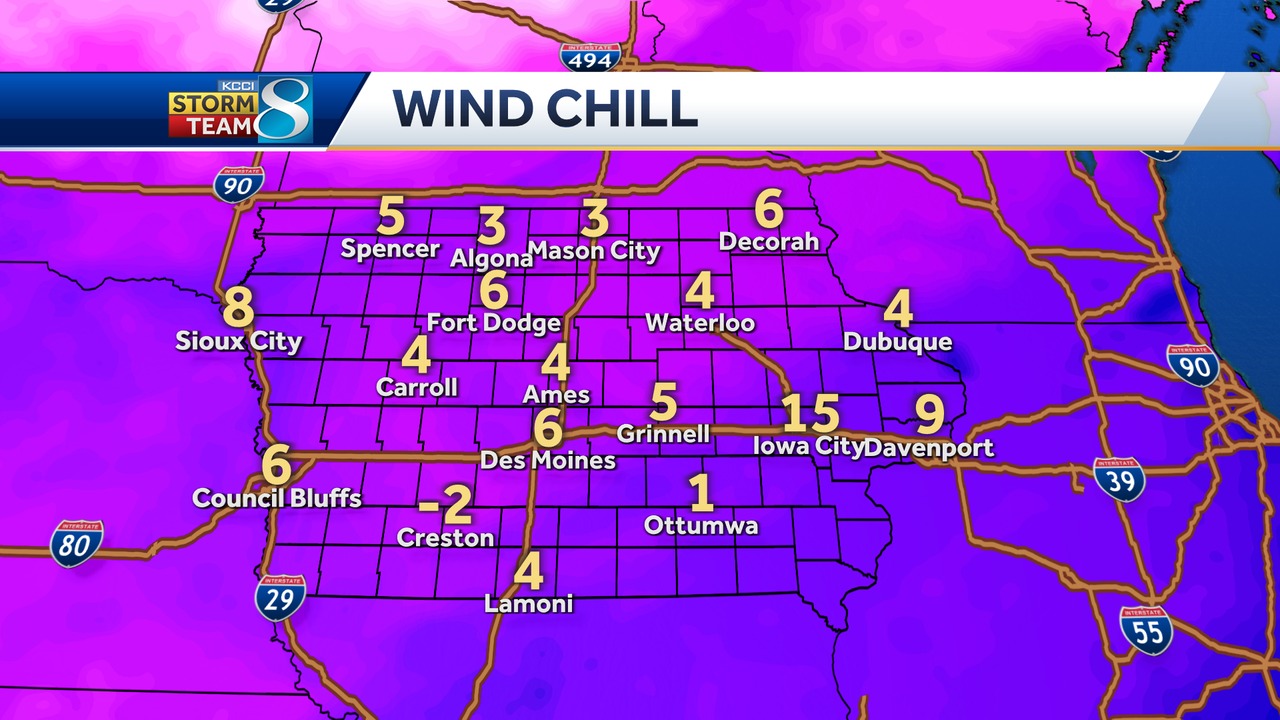 29
INTERSTATE
494
KCCI
STORM
TEAM
8
WIND CHILL
INTERSTATE
90
5
Spencer
3
Algona
3
Mason City
6
Decorah
8
Sioux City
6
Fort Dodge
4
Waterloo
4
Dubuque
4
Carroll
4
Ames
INTERSTATE
90
5
Grinnell
15
Iowa City
9
Davenport
6
Des Moines
6
Council Bluffs
-2
Creston
1
Ottumwa
INTERSTATE
39
INTERSTATE
80
4
Lamoni
INTERSTATE
29
INTERSTATE
55